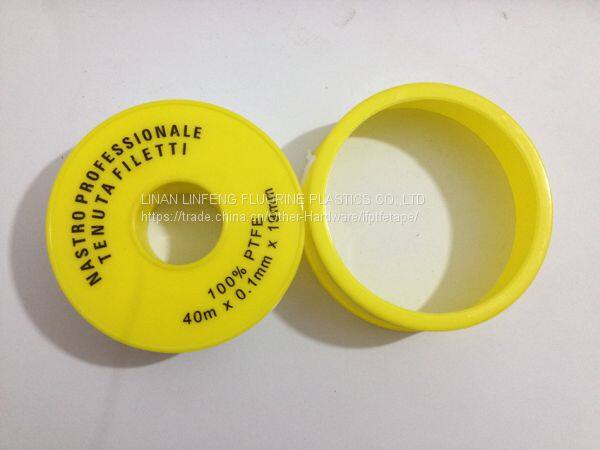 NASTRO PROFESSIONALE
TENUTA FILETTI
100% PTFE
40m x 0.1mm x 19mm
LINAN LINFENG FLUORINE PLASTICS CO.,LTD
https://trade.china.cn/other-Hardware/lfptfetape/